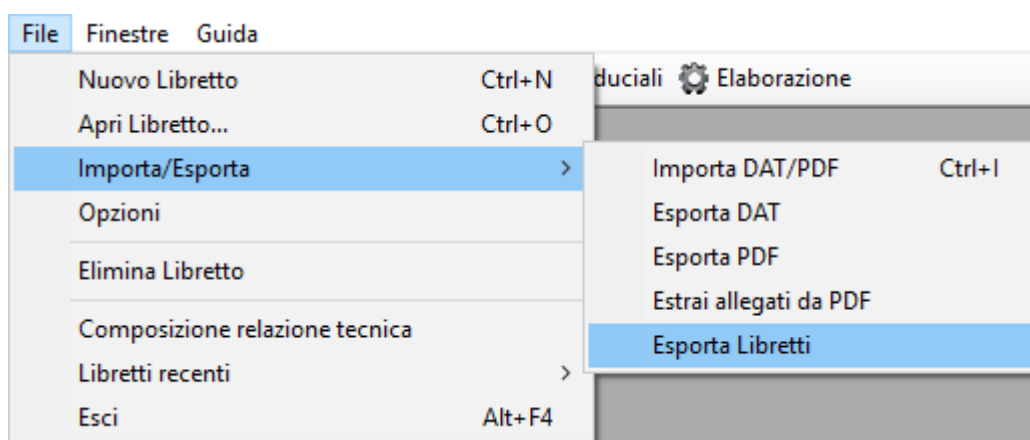 File Finestre Guida
Nuovo Libretto Ctrl+N
duciali Elaborazione
Apri Libretto... Ctrl+O
Importa/Esporta >
Importa DAT/PDF Ctrl+I
Opzioni
Esporta DAT
Esporta PDF
Elimina Libretto
Estrai allegati da PDF
Composizione relazione tecnica
Esporta Libretti
Libretti recenti >
Esci Alt+F4